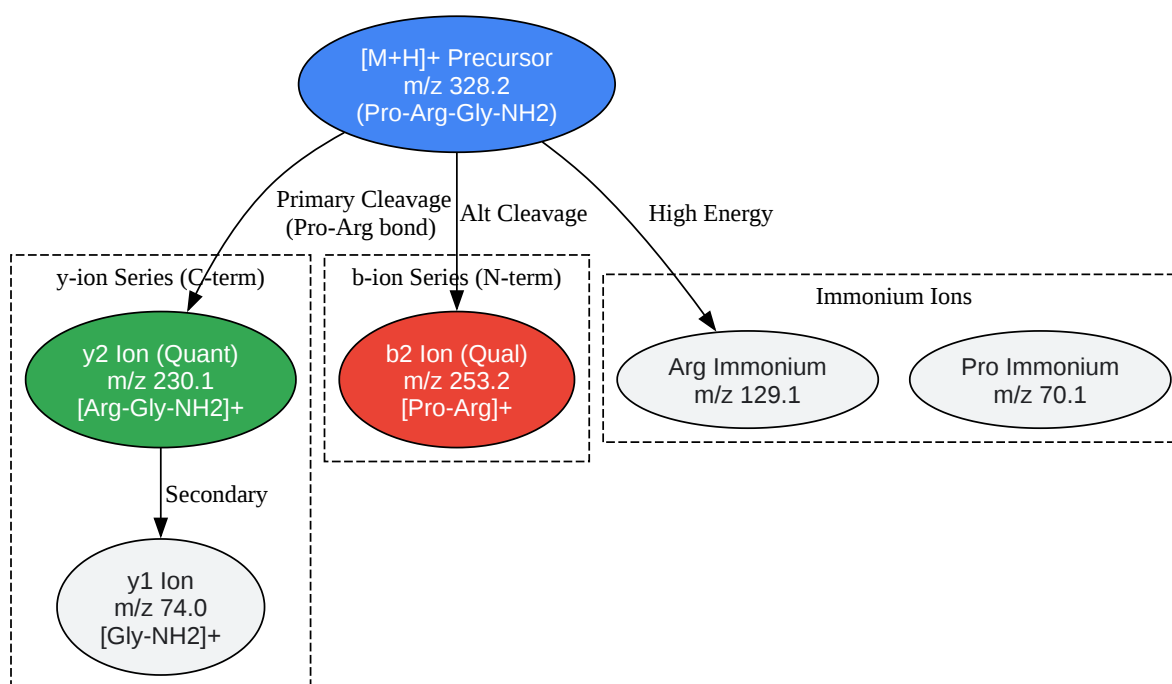 [M+H]+ Precursor
m/z 328.2
(Pro-Arg-Gly-NH2)
Primary Cleavage
(Pro-Arg bond)
Alt Cleavage
High Energy
y-ion Series (C-term)
y2 Ion (Quant)
m/z 230.1
[Arg-Gly-NH2]+
Secondary
y1 Ion
m/z 74.0
[Gly-NH2]+
b-ion Series (N-term)
b2 Ion (Qual)
m/z 253.2
[Pro-Arg]+
Immonium Ions
Arg Immonium
m/z 129.1
Pro Immonium
m/z 70.1